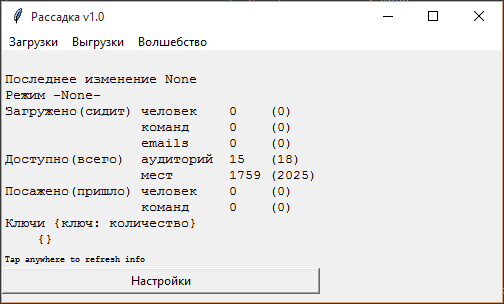 Рассадка v1.0
Загрузки Выгрузки Волшебство
Последнее изменение None
Режим -None-
Загружено(сидит) человек 0 (0)
команд 0 (0)
emails 0 (0)
Доступно(всего) аудиторий 15 (18)
мест 1759 (2025)
Посажено(пришло) человек 0 (0)
команд 0 (0)
Ключи {ключ: количество}
{}
Tap anywhere to refresh info
Настройки